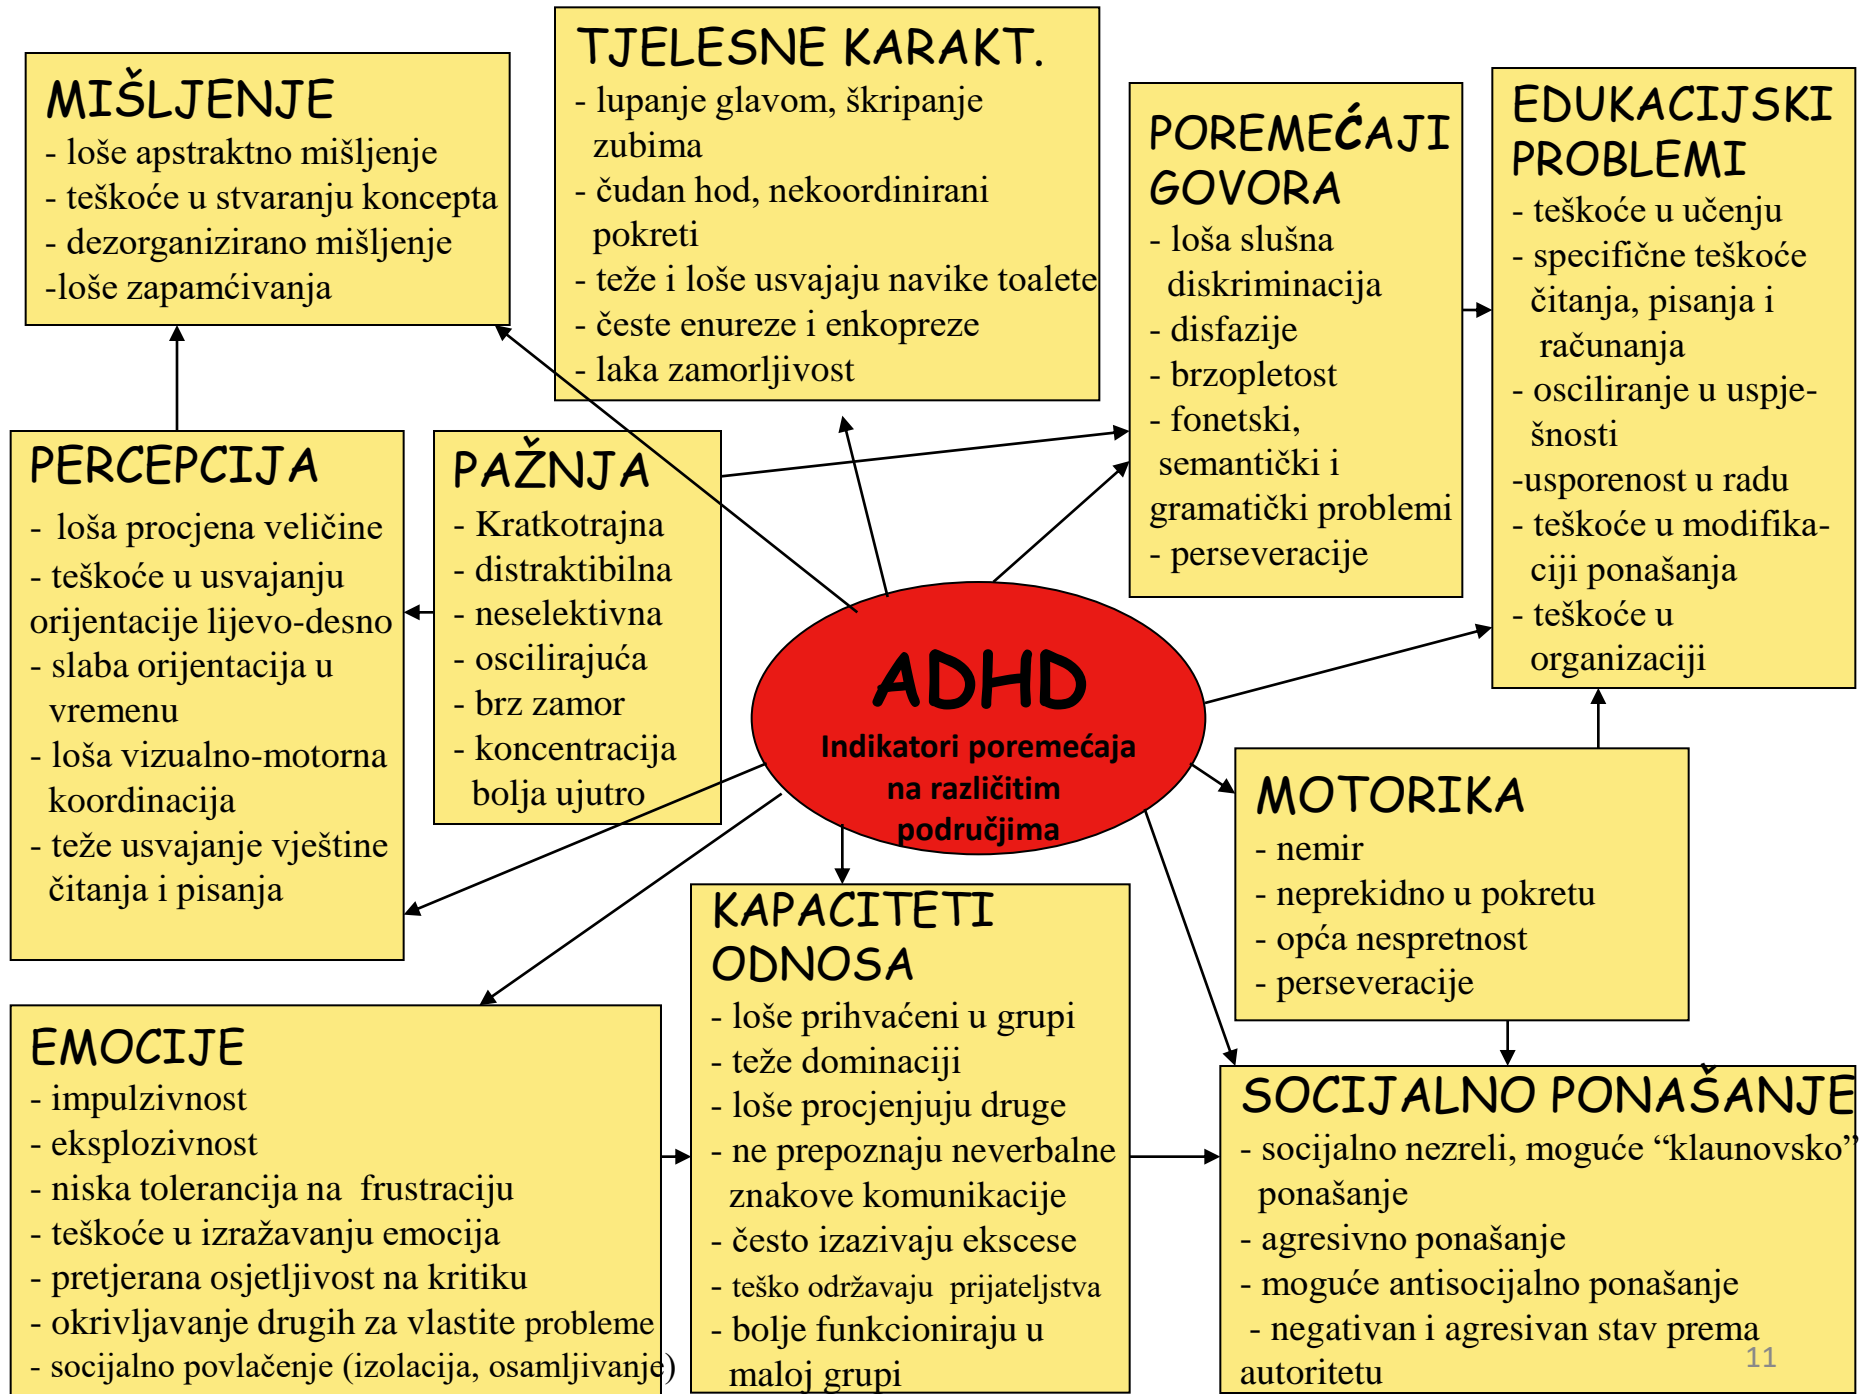 MIŠLJENJE
- loše apstraktno mišljenje
- teškoće u stvaranju koncepta
- dezorganizirano mišljenje
-loše zapamćivanja
TJELESNE KARAKT.
- lupanje glavom, škripanje
zubima
- čudan hod, nekoordinirani
pokreti
- teže i loše usvajaju navike toalete
- česte enureze i enkopreze
- laka zamorljivost
POREMEĆAJI
GOVORA
- loša slušna
diskriminacija
- disfazije
- brzopletost
- fonetski,
semantički i
gramatički problemi
- perseveracije
EDUKACIJSKI
PROBLEMI
- teškoće u učenju
- specifične teškoće
čitanja, pisanja i
računanja
- osciliranje u uspje-
šnosti
-usporenost u radu
- teškoće u modifika-
ciji ponašanja
- teškoće u
organizaciji
PERCEPCIJA
- loša procjena veličine
- teškoće u usvajanju
orijentacije lijevo-desno
- slaba orijentacija u
vremenu
- loša vizualno-motorna
koordinacija
- teže usvajanje vještine
čitanja i pisanja
PAŽNJA
- Kratkotrajna
- distraktibilna
- neselektivna
- oscilirajuća
- brz zamor
- koncentracija
bolja ujutro
ADHD
Indikatori poremećaja
na različitim
područjima
MOTORIKA
- nemir
- neprekidno u pokretu
- opća nespretnost
- perseveracije
EMOCIJE
- impulzivnost
- eksplozivnost
- niska tolerancija na frustraciju
- teškoće u izražavanju emocija
- pretjerana osjetljivost na kritiku
- okrivljavanje drugih za vlastite probleme
- socijalno povlačenje (izolacija, osamljivanje)
KAPACITETI
ODNOSA
- loše prihvaćeni u grupi
- teže dominaciji
- loše procjenjuju druge
- ne prepoznaju neverbalne
znakove komunikacije
- često izazivaju ekscese
- teško održavaju prijateljstva
- bolje funkcioniraju u
maloj grupi
SOCIJALNO PONAŠANJE
- socijalno nezreli, moguće “klaunovsko”
ponašanje
- agresivno ponašanje
- moguće antisocijalno ponašanje
- negativan i agresivan stav prema
autoritetu
11